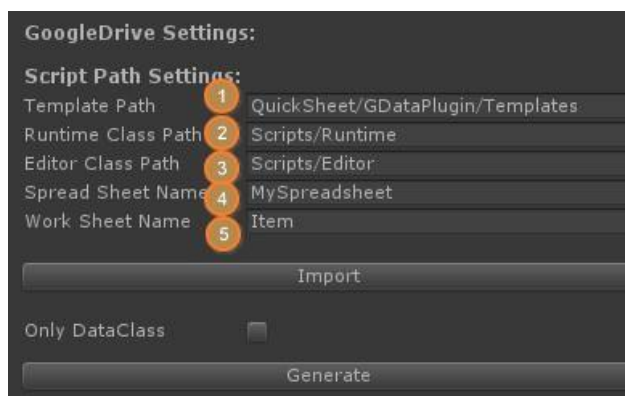 GoogleDrive Settings:
Script Path Settings:
Template Path 1 QuickSheet/GDataPlugin/Templates
Runtime Class Path 2 Scripts/Runtime
Editor Class Path 3 Scripts/Editor
Spread Sheet Name 4 MySpreadsheet
Work Sheet Name 5 Item
Import
Only DataClass
Generate